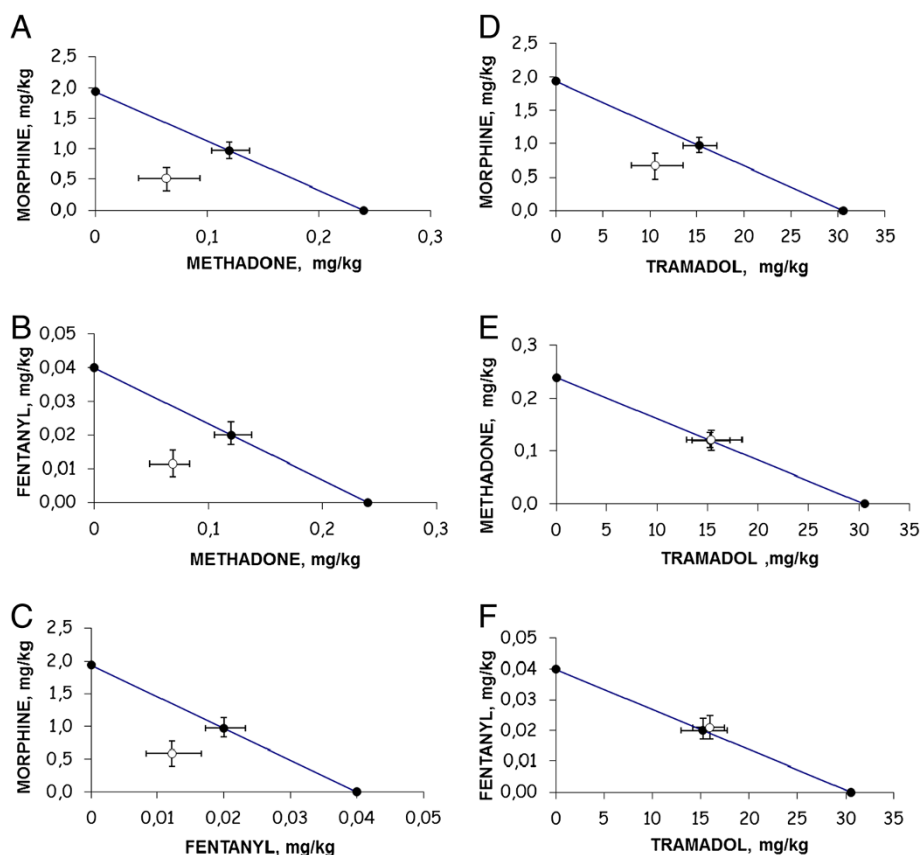 A
MORPHINE, mg/kg
2,5
2,0
1,5
1,0
0,5
0,0
0 0,1 0,2 0,3
METHADONE, mg/kg
B
FENTANYL, mg/kg
0,05
0,04
0,03
0,02
0,01
0,00
0 0,1 0,2 0,3
METHADONE, mg/kg
C
MORPHINE, mg/kg
2,5
2,0
1,5
1,0
0,5
0,0
0 0,01 0,02 0,03 0,04 0,05
FENTANYL, mg/kg
D
MORPHINE, mg/kg
2,5
2,0
1,5
1,0
0,5
0,0
0 5 10 15 20 25 30 35
TRAMADOL, mg/kg
E
METHADONE, mg/kg
0,3
0,2
0,1
0,0
0 5 10 15 20 25 30 35
TRAMADOL ,mg/kg
F
FENTANYL, mg/kg
0,05
0,04
0,03
0,02
0,01
0,00
0 5 10 15 20 25 30 35
TRAMADOL, mg/kg